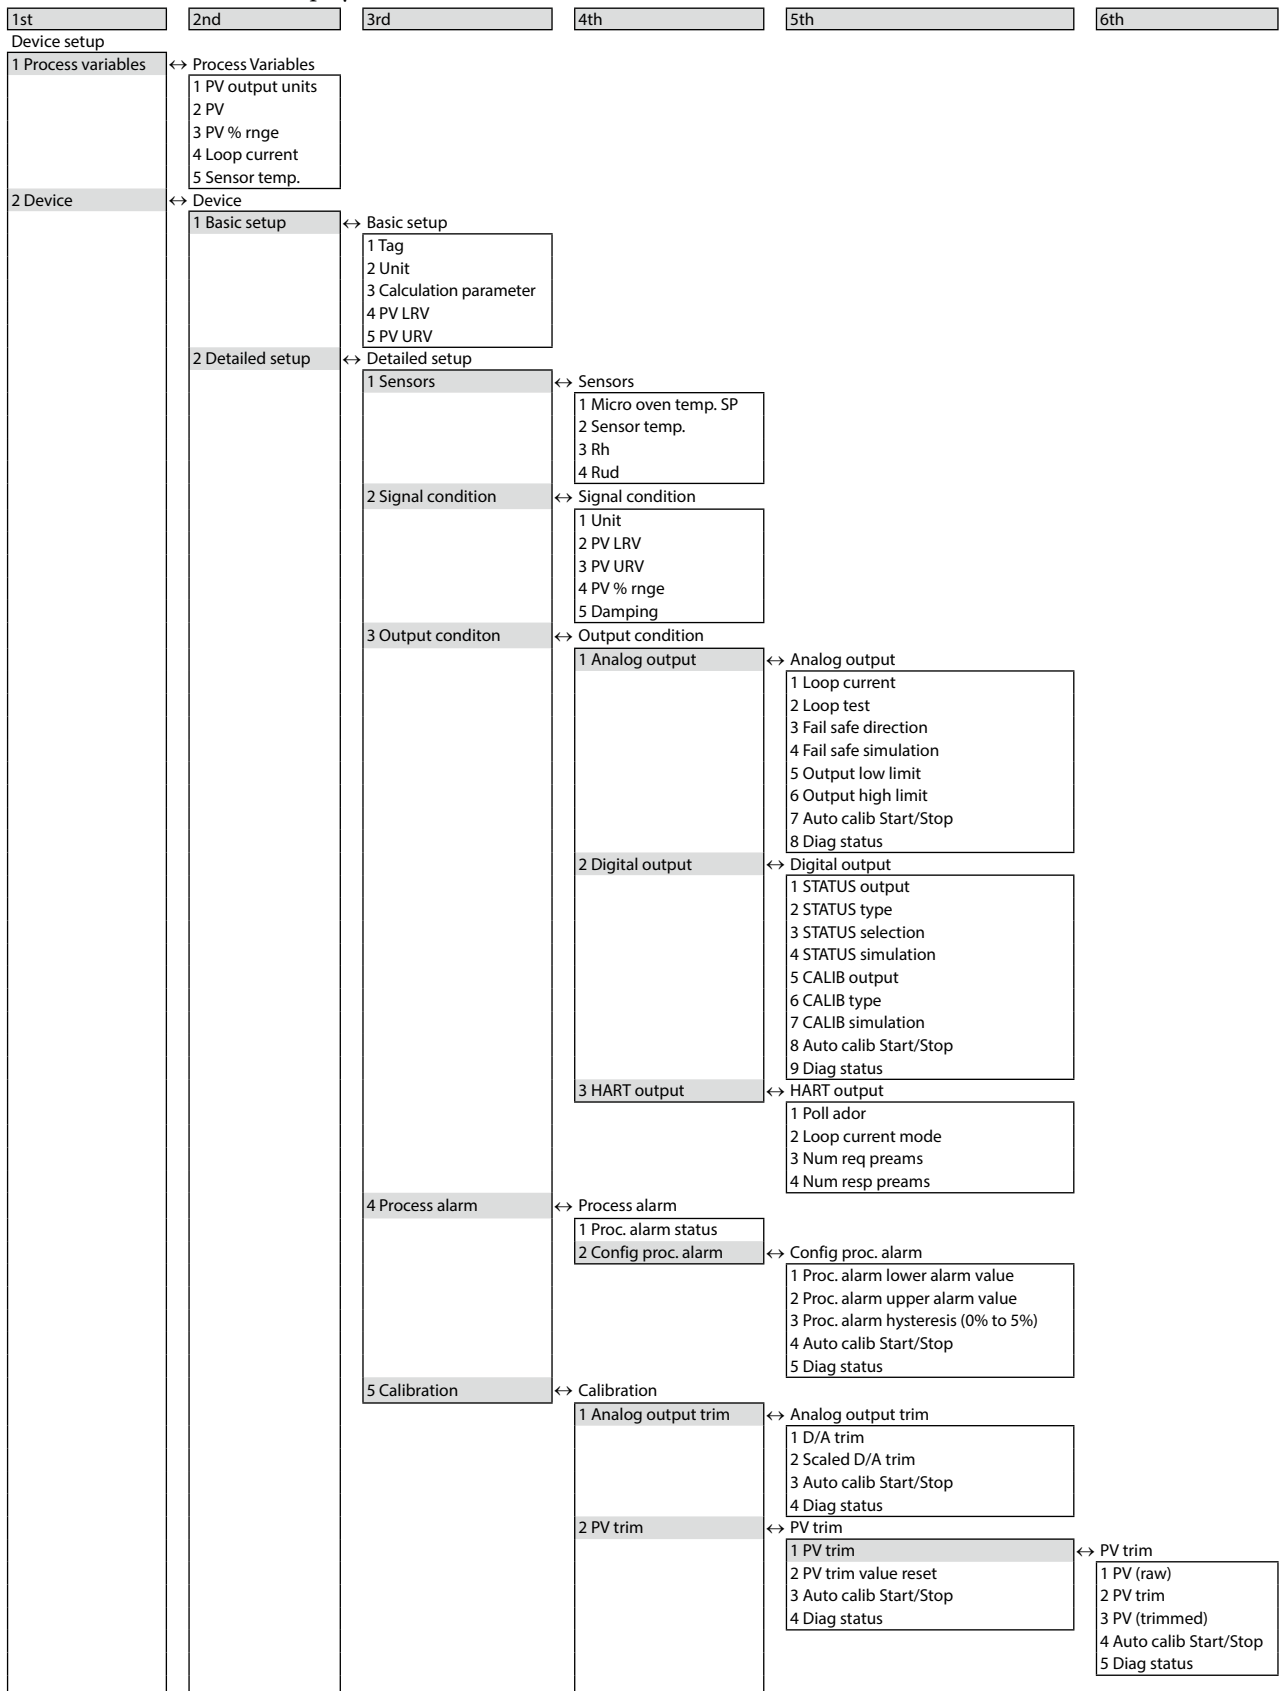 1st 2nd 3rd 4th 5th 6th
Device setup
1 Process variables ↔ Process Variables
1 PV output units
2 PV
3 PV % rnge
4 Loop current
5 Sensor temp.
2 Device ↔ Device
1 Basic setup ↔ Basic setup
1 Tag
2 Unit
3 Calculation parameter
4 PV LRV
5 PV URV
2 Detailed setup ↔ Detailed setup
1 Sensors ↔ Sensors
1 Micro oven temp. SP
2 Sensor temp.
3 Rh
4 Rud
2 Signal condition ↔ Signal condition
1 Unit
2 PV LRV
3 PV URV
4 PV % rnge
5 Damping
3 Output conditon ↔ Output condition
1 Analog output ↔ Analog output
1 Loop current
2 Loop test
3 Fail safe direction
4 Fail safe simulation
5 Output low limit
6 Output high limit
7 Auto calib Start/Stop
8 Diag status
2 Digital output ↔ Digital output
1 STATUS output
2 STATUS type
3 STATUS selection
4 STATUS simulation
5 CALIB output
6 CALIB type
7 CALIB simulation
8 Auto calib Start/Stop
9 Diag status
3 HART output ↔ HART output
1 Poll ador
2 Loop current mode
3 Num req preams
4 Num resp preams
4 Process alarm ↔ Process alarm
1 Proc. alarm status
2 Config proc. alarm ↔ Config proc. alarm
1 Proc. alarm lower alarm value
2 Proc. alarm upper alarm value
3 Proc. alarm hysteresis (0% to 5%)
4 Auto calib Start/Stop
5 Diag status
5 Calibration ↔ Calibration
1 Analog output trim ↔ Analog output trim
1 D/A trim
2 Scaled D/A trim
3 Auto calib Start/Stop
4 Diag status
2 PV trim ↔ PV trim
1 PV trim ↔ PV trim
2 PV trim value reset
3 Auto calib Start/Stop
4 Diag status
1 PV (raw)
2 PV trim
3 PV (trimmed)
4 Auto calib Start/Stop
5 Diag status